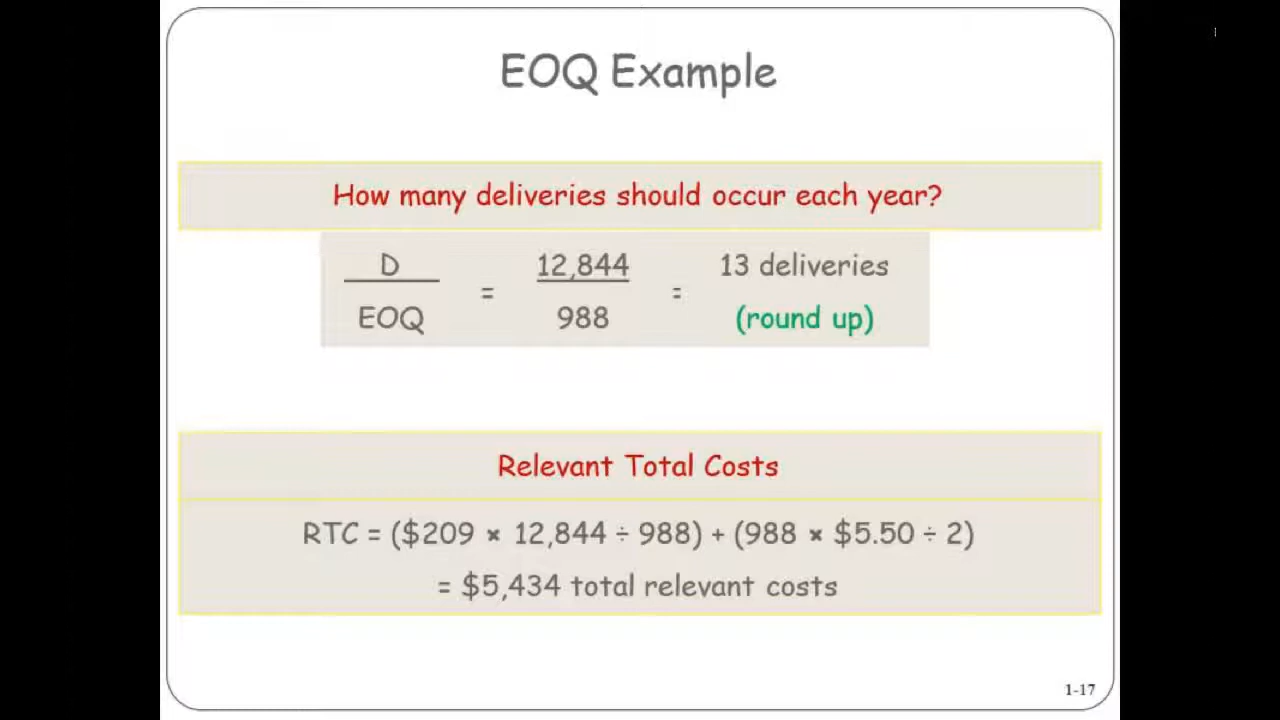 EOQ Example
How many deliveries should occur each year?
D = 12,844 = 13 deliveries
EOQ 988 (round up)
Relevant Total Costs
RTC = ($209 × 12,844 ÷ 988) + (988 × $5.50 ÷ 2)
= $5,434 total relevant costs
1-17